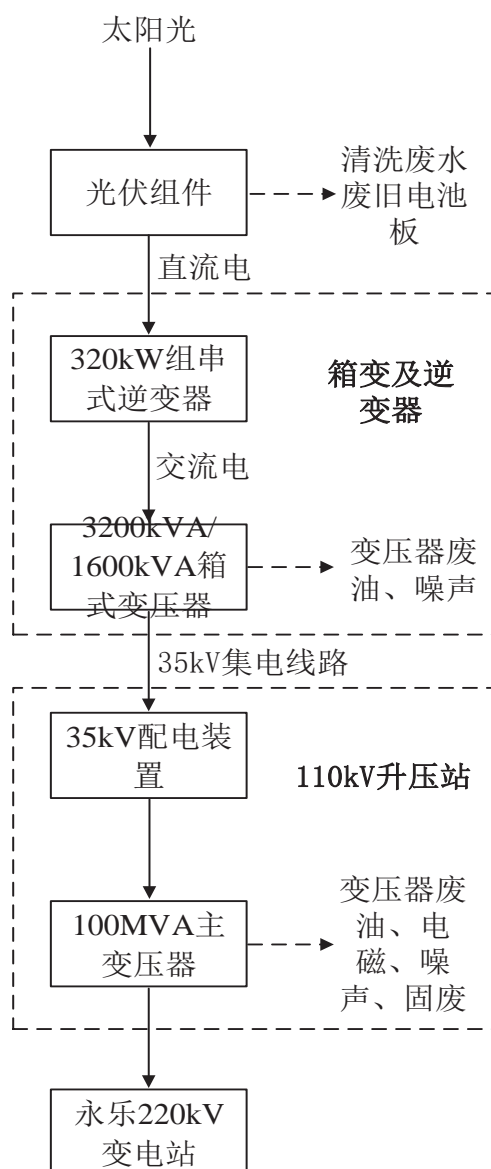 太阳光
光伏组件
清洗废水
废旧电池
板
直流电
320kW组串
式逆变器
箱变及逆
变器
交流电
3200kVA/
1600kVA箱
式变压器
变压器废
油、噪声
35kV集电线路
35kV配电装
置
110kV升压站
100MVA主
变压器
变压器废
油、电
磁、噪
声、固废
永乐220kV
变电站